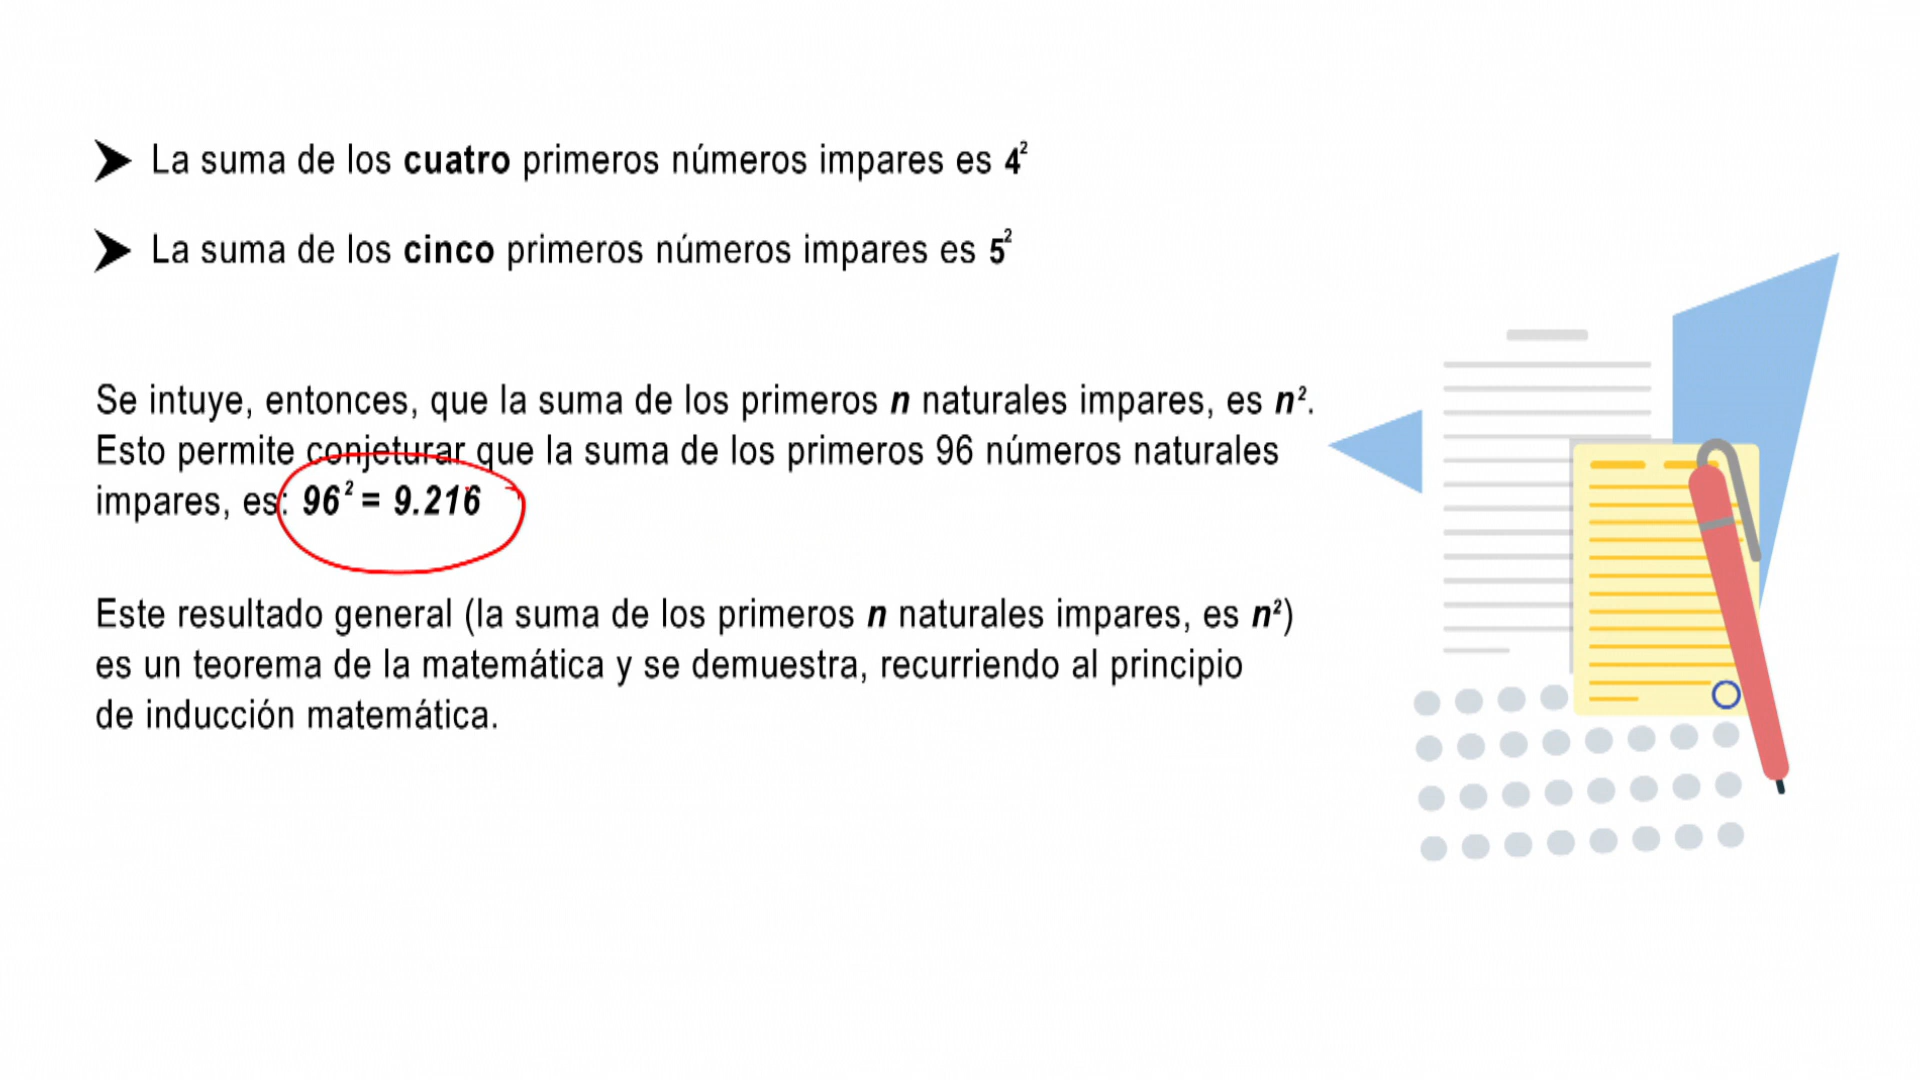 ➤ La suma de los cuatro primeros números impares es 4²
➤ La suma de los cinco primeros números impares es 5²
Se intuye, entonces, que la suma de los primeros n naturales impares, es n².
Esto permite conjeturar que la suma de los primeros 96 números naturales
impares, es: 96² = 9.216
Este resultado general (la suma de los primeros n naturales impares, es n²)
es un teorema de la matemática y se demuestra, recurriendo al principio
de inducción matemática.